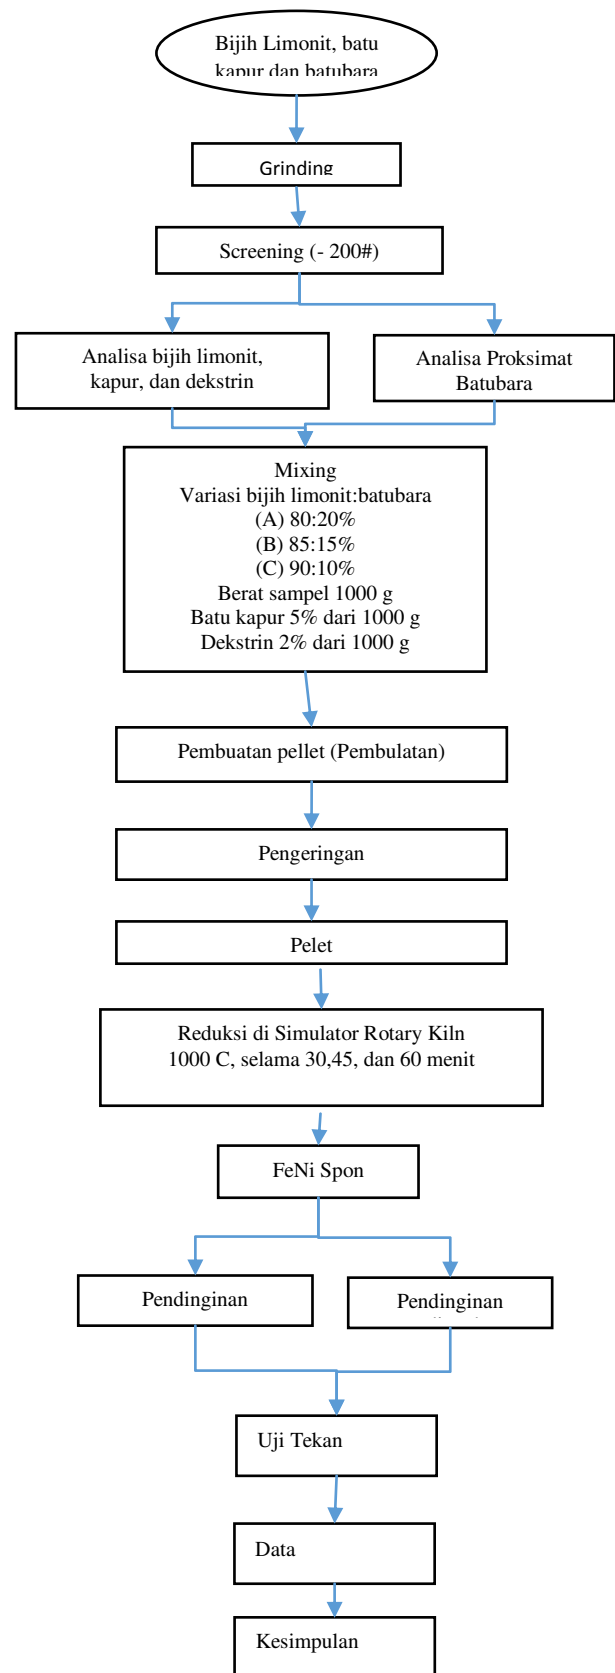 Bijih Limonit, batu
kapur dan batubara
Grinding
Screening (- 200#)
Analisa bijih limonit,
kapur, dan dekstrin
Analisa Proksimat
Batubara
Mixing
Variasi bijih limonit:batubara
(A) 80:20%
(B) 85:15%
(C) 90:10%
Berat sampel 1000 g
Batu kapur 5% dari 1000 g
Dekstrin 2% dari 1000 g
Pembuatan pellet (Pembulatan)
Pengeringan
Pelet
Reduksi di Simulator Rotary Kiln
1000 C, selama 30,45, dan 60 menit
FeNi Spon
Pendinginan
Pendinginan
Uji Tekan
Data
Kesimpulan